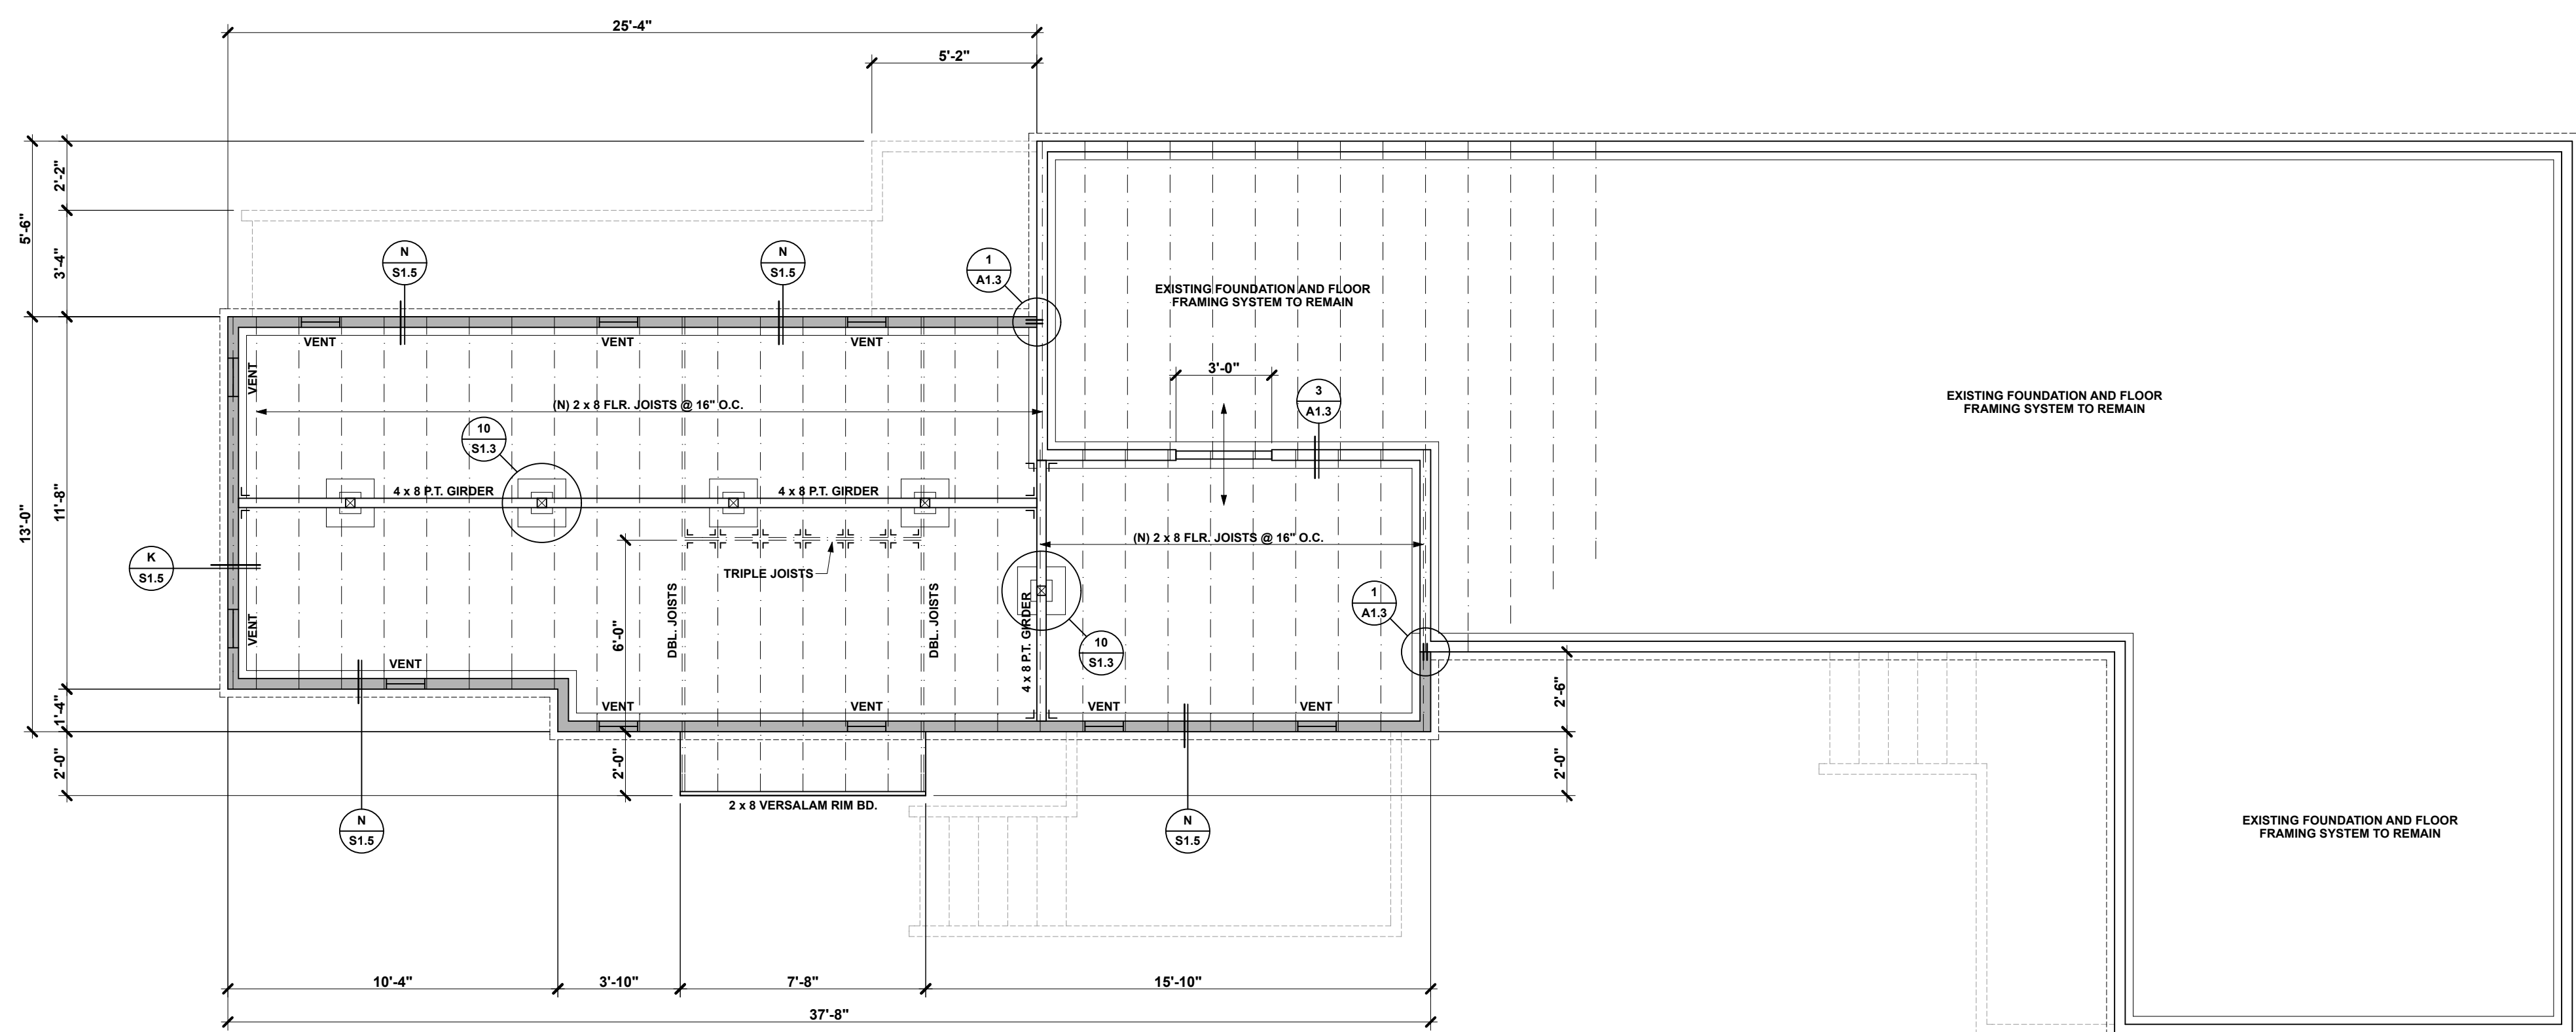 25'-4"
5'-2"
2'-2"
5'-6"
3'-4"
N
S1.5
N
S1.5
1
A1.3
EXISTING FOUNDATION AND FLOOR
FRAMING SYSTEM TO REMAIN
VENT
VENT
VENT
VENT
3'-0"
3
A1.3
(N) 2 x 8 FLR. JOISTS @ 16" O.C.
EXISTING FOUNDATION AND FLOOR
FRAMING SYSTEM TO REMAIN
10
S1.3
4 x 8 P.T. GIRDER
4 x 8 P.T. GIRDER
13'-0"
11'-8"
(N) 2 x 8 FLR. JOISTS @ 16" O.C.
K
S1.5
TRIPLE JOISTS
DBL. JOISTS
DBL. JOISTS
6'-0"
4 x 8 P.T. GIRDER
1
A1.3
10
S1.3
VENT
VENT
VENT
VENT
VENT
VENT
1'-4"
2'-6"
2'-0"
2'-0"
2'-0"
2 x 8 VERSALAM RIM BD.
N
S1.5
N
S1.5
EXISTING FOUNDATION AND FLOOR
FRAMING SYSTEM TO REMAIN
10'-4"
3'-10"
7'-8"
15'-10"
37'-8"